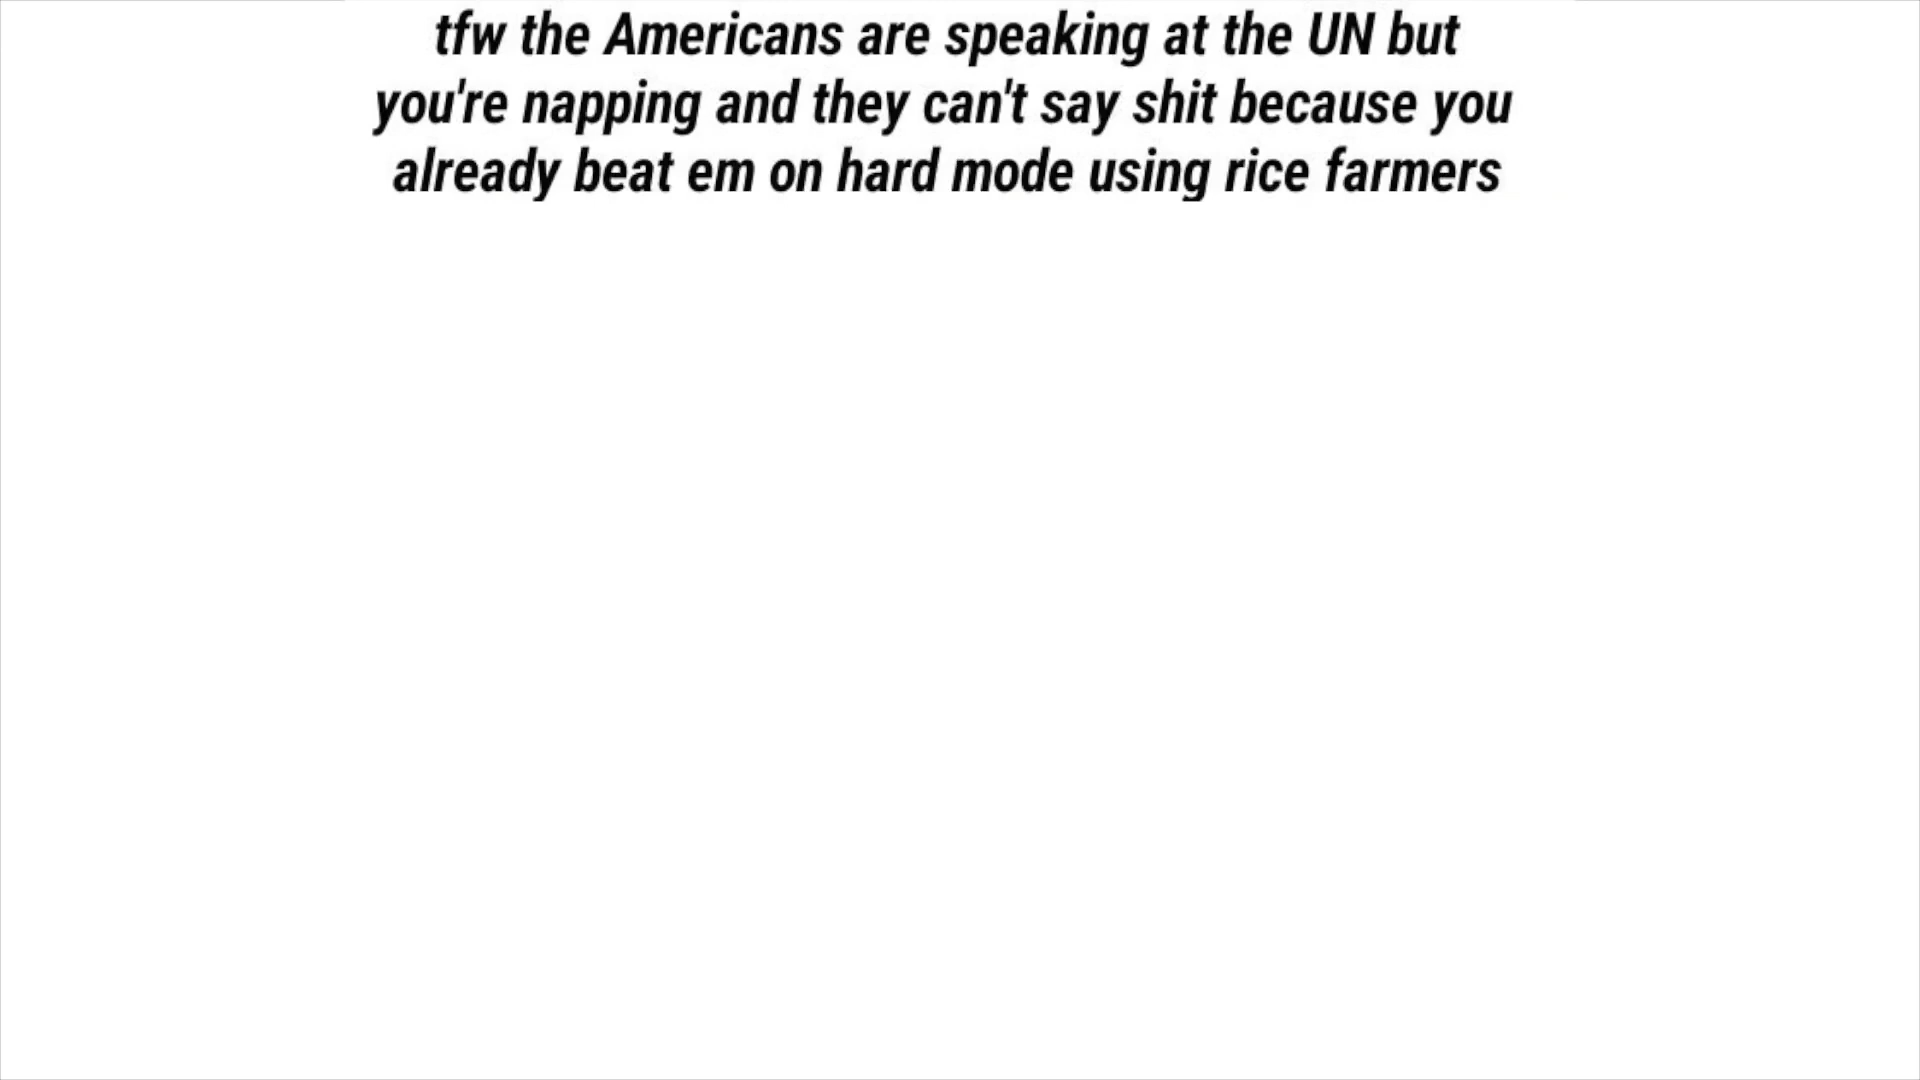 tfw the Americans are speaking at the UN but
you're napping and they can't say shit because you
already beat em on hard mode using rice farmers